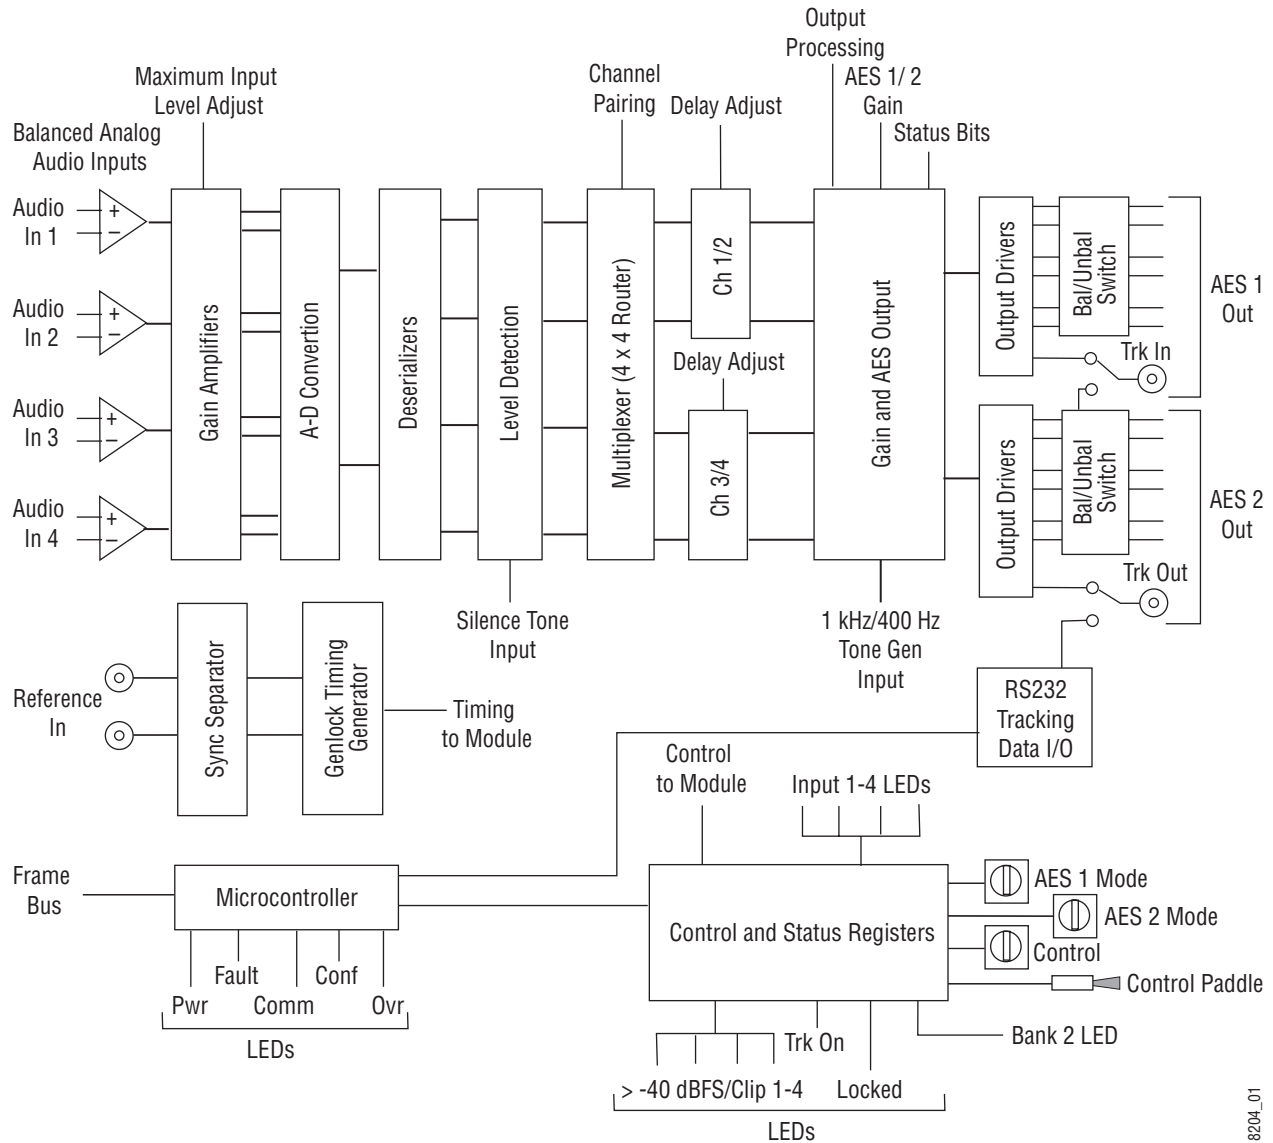 Output
Processing
Maximum Input
Level Adjust
Channel
Pairing
Delay Adjust
AES 1/ 2
Gain
Status Bits
Balanced Analog
Audio Inputs
Audio
In 1
+
−
Audio
In 2
+
−
Audio
In 3
+
−
Audio
In 4
+
−
Gain Amplifiers
A-D Convertion
Deserializers
Level Detection
Multiplexer (4 x 4 Router)
Ch 1/2
Delay Adjust
Ch 3/4
Gain and AES Output
Output Drivers
Bal/Unbal
Switch
AES 1
Out
Trk In
Output Drivers
Bal/Unbal
Switch
AES 2
Out
Trk Out
Silence Tone
Input
1 kHz/400 Hz
Tone Gen
Input
Reference
In
Sync Separator
Genlock Timing
Generator
Timing
to Module
RS232
Tracking
Data I/O
Control
to Module
Input 1-4 LEDs
Frame
Bus
Microcontroller
Pwr
Fault
Comm
Conf
Ovr
LEDs
Control and Status Registers
AES 1 Mode
AES 2 Mode
Control
Control Paddle
Bank 2 LED
Trk On
> -40 dBFS/Clip 1-4
Locked
LEDs
8204_01